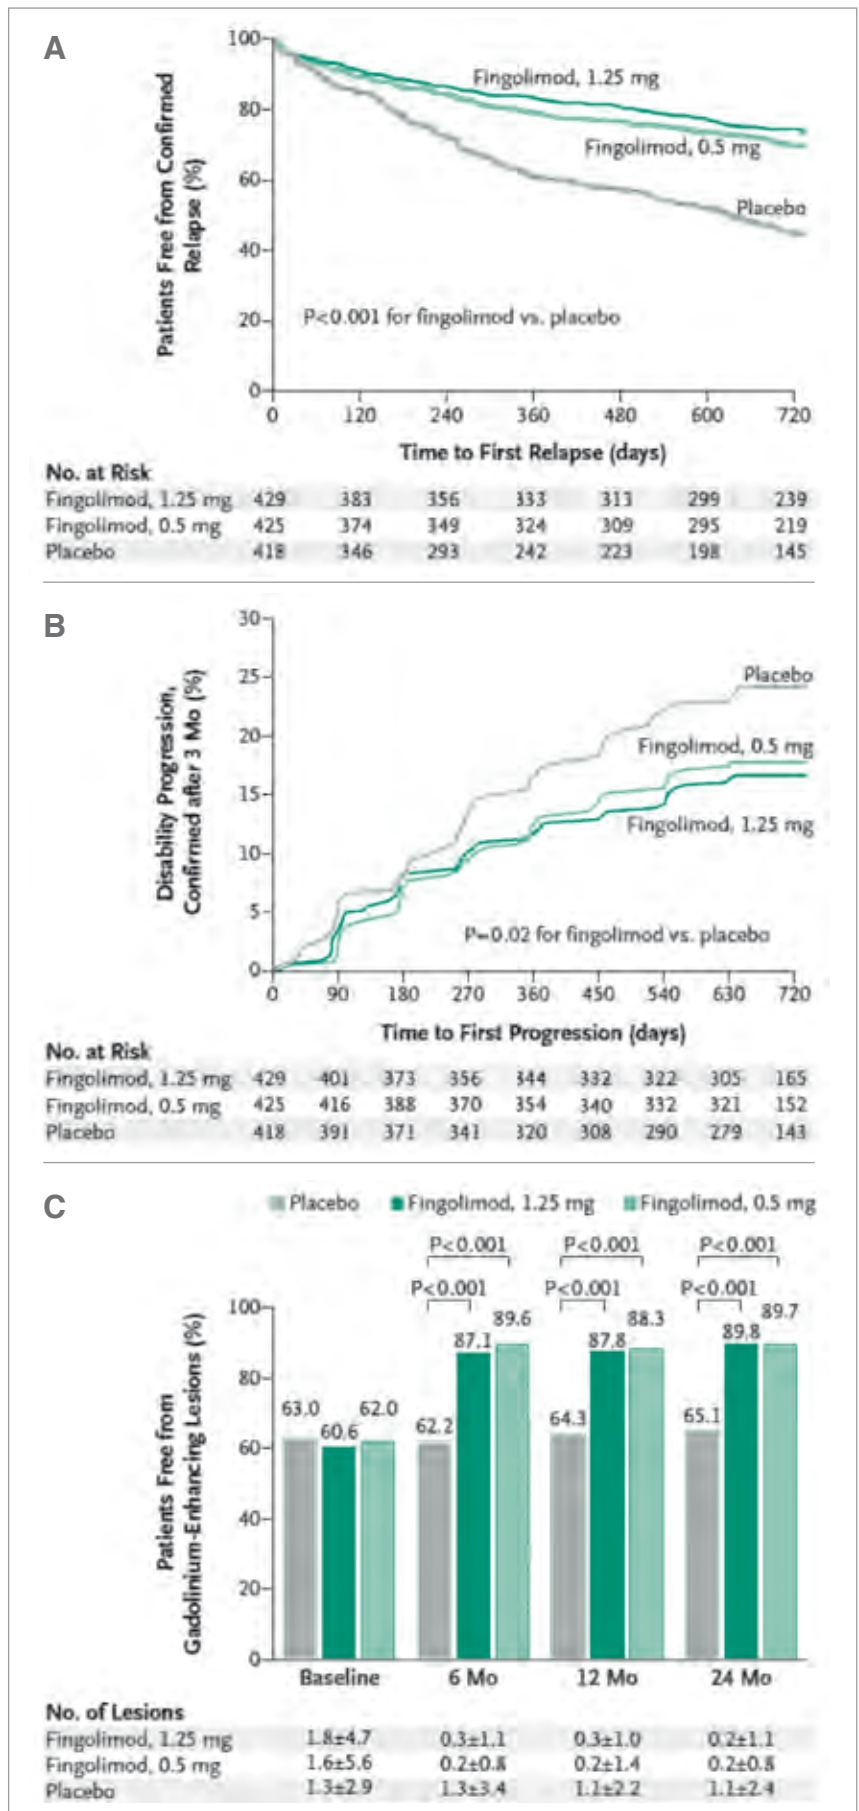 A
Patients Free from Confirmed
Relapse (%)
100
80
60
40
20
0
Fingolimod, 1.25 mg
Fingolimod, 0.5 mg
Placebo
P<0.001 for fingolimod vs. placebo
0 120 240 360 480 600 720
Time to First Relapse (days)
No. at Risk
Fingolimod, 1.25 mg 429 383 356 333 311 299 239
Fingolimod, 0.5 mg 425 374 349 324 309 295 219
Placebo 418 346 293 242 223 198 145
B
Disability Progression,
Confirmed after 3 Mo (%)
30
25
20
15
10
5
0
Placebo
Fingolimod, 0.5 mg
Fingolimod, 1.25 mg
P=0.02 for fingolimod vs. placebo
0 90 180 270 360 450 540 630 720
Time to First Progression (days)
No. at Risk
Fingolimod, 1.25 mg 429 401 373 356 344 332 322 305 165
Fingolimod, 0.5 mg 425 416 388 370 354 340 332 321 152
Placebo 418 391 371 341 320 308 290 279 143
C
Placebo Fingolimod, 1.25 mg Fingolimod, 0.5 mg
Patients Free from
Gadolinium-Enhancing Lesions (%)
P<0.001 P<0.001 P<0.001
P<0.001 P<0.001 P<0.001
100
80
60
40
20
0
63.0 60.6 62.0
62.2 87.1 89.6
64.3 87.8 88.3
65.1 89.8 89.7
Baseline 6 Mo 12 Mo 24 Mo
No. of Lesions
Fingolimod, 1.25 mg 1.8±4.7 0.3±1.1 0.3±1.0 0.2±1.1
Fingolimod, 0.5 mg 1.6±5.6 0.2±0.8 0.2±1.4 0.2±0.8
Placebo 1.3±2.9 1.3±3.4 1.1±2.2 1.1±2.4